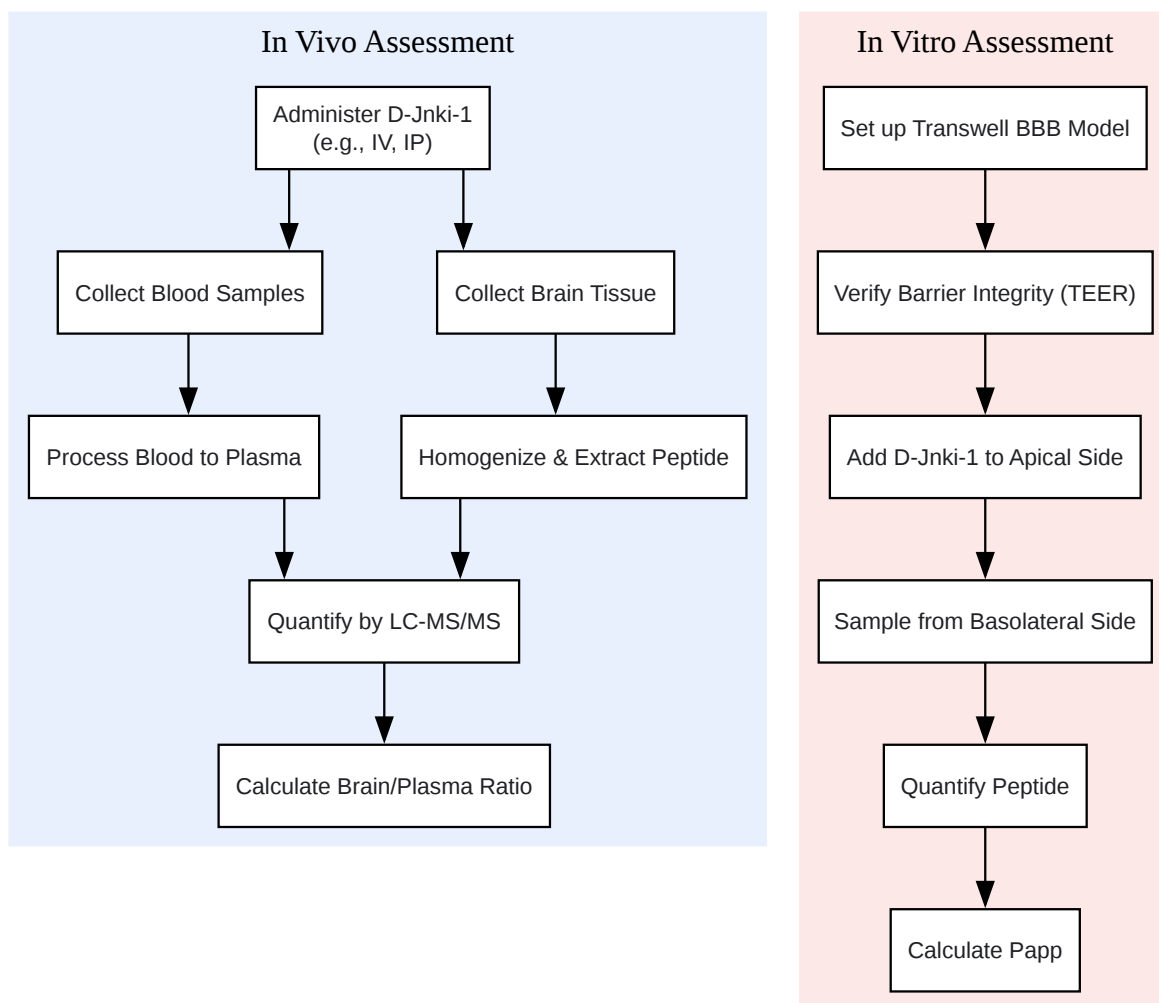 In Vivo Assessment
Administer D-Jnki-1
(e.g., IV, IP)
Collect Blood Samples
Collect Brain Tissue
Process Blood to Plasma
Homogenize & Extract Peptide
Quantify by LC-MS/MS
Calculate Brain/Plasma Ratio
In Vitro Assessment
Set up Transwell BBB Model
Verify Barrier Integrity (TEER)
Add D-Jnki-1 to Apical Side
Sample from Basolateral Side
Quantify Peptide
Calculate Papp